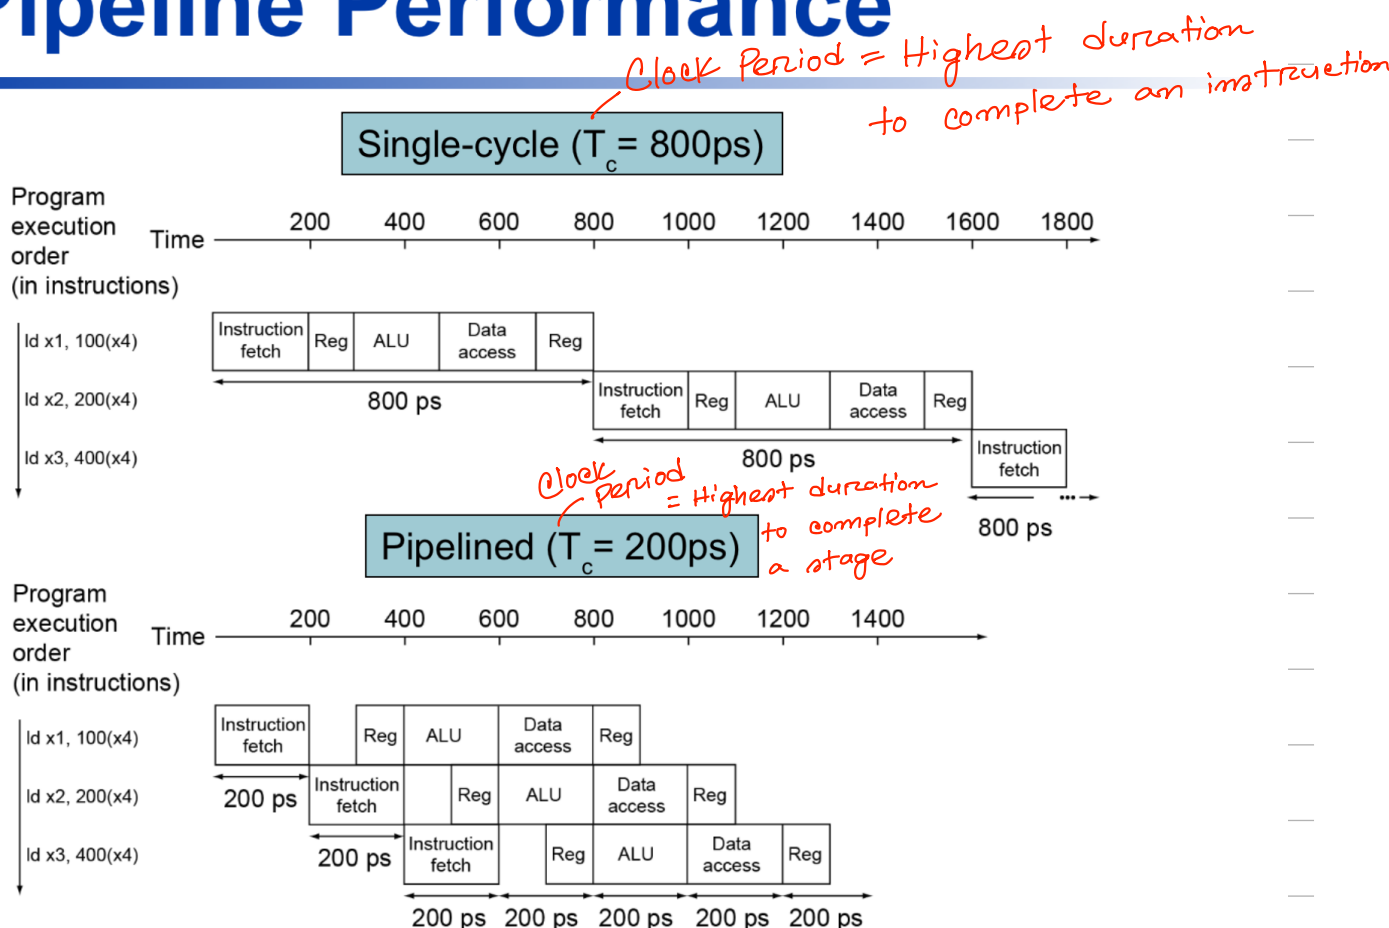 ipeline Performance
Clock Period = Highest duration
to complete an instruction
Single-cycle (Tc= 800ps)
Program
execution
order
(in instructions)
Time
200 400 600 800 1000 1200 1400 1600 1800
ld x1, 100(x4)
Instruction
fetch
Reg
ALU
Data
access
Reg
800 ps
ld x2, 200(x4)
Instruction
fetch
Reg
ALU
Data
access
Reg
800 ps
ld x3, 400(x4)
Instruction
fetch
800 ps
Clock
Period
= Highest duration
to complete
a stage
Pipelined (Tc= 200ps)
Program
execution
order
(in instructions)
Time
200 400 600 800 1000 1200 1400
ld x1, 100(x4)
Instruction
fetch
Reg
ALU
Data
access
Reg
200 ps
ld x2, 200(x4)
Instruction
fetch
Reg
ALU
Data
access
Reg
200 ps
ld x3, 400(x4)
Instruction
fetch
Reg
ALU
Data
access
Reg
200 ps 200 ps 200 ps 200 ps 200 ps